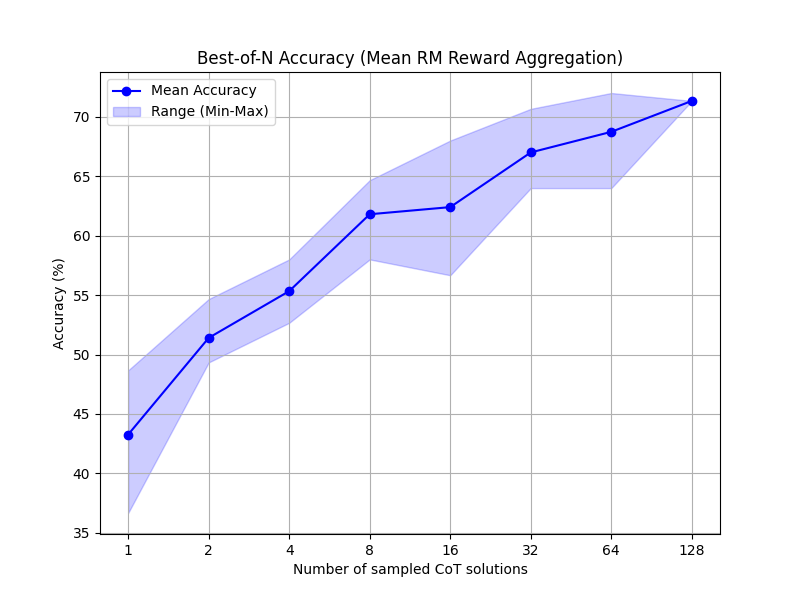 Best-of-N Accuracy (Mean RM Reward Aggregation)
Mean Accuracy
Range (Min-Max)
70
65
60
55
50
45
40
35
Accuracy (%)
1 2 4 8 16 32 64 128
Number of sampled CoT solutions